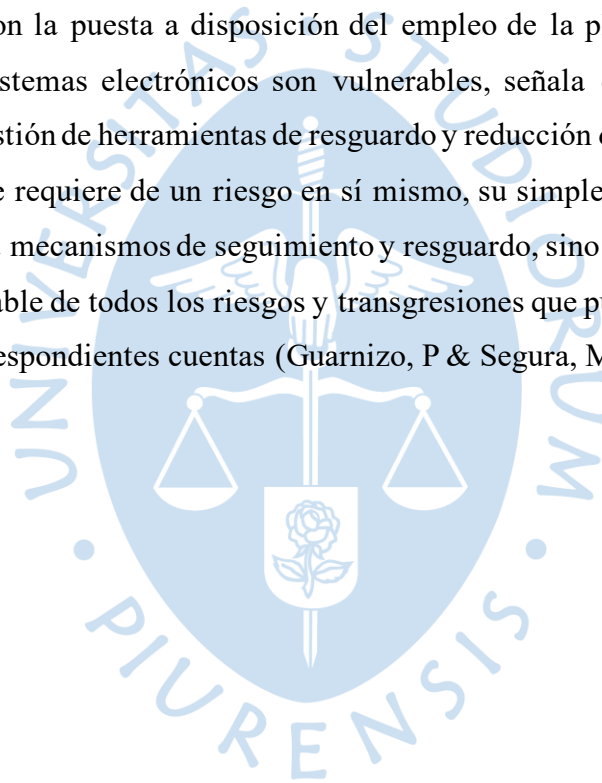 on la puesta a disposición del empleo de la p
stemas electrónicos son vulnerables, señala
stión de herramientas de resguardo y reducción
e requiere de un riesgo en sí mismo, su simple
mecanismos de seguimiento y resguardo, sino
able de todos los riesgos y transgresiones que pu
espondientes cuentas (Guarnizo, P & Segura, M
UNIVERSITAS STUDIORUM • PIURENSIS •